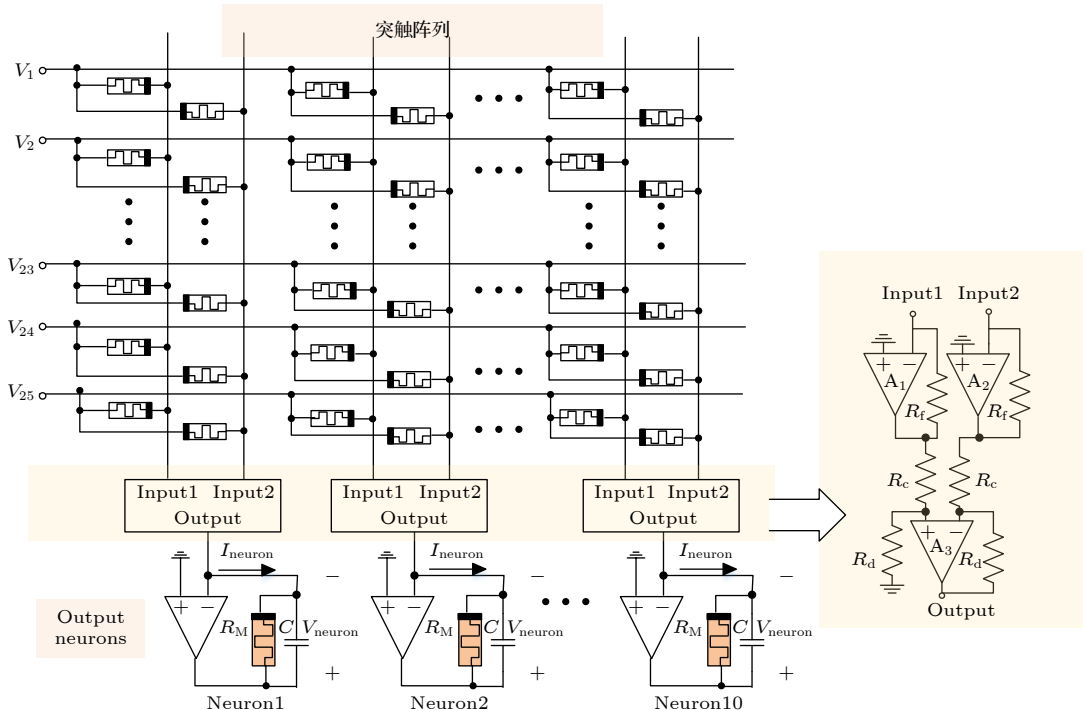 突触阵列
V1
V2
V23
V24
V25
Input1 Input2
Output
Input1 Input2
Output
Input1 Input2
Output
Ineuron
−
+ −
RM
C
Vneuron
+
Neuron1
Ineuron
−
+ −
RM
C
Vneuron
+
Neuron2
Ineuron
−
+ −
RM
C
Vneuron
+
Neuron10
Output
neurons
Input1 Input2
+ −
A1
Rf
+ −
A2
Rf
Rc
Rc
+ −
A3
Rd
Rd
Output